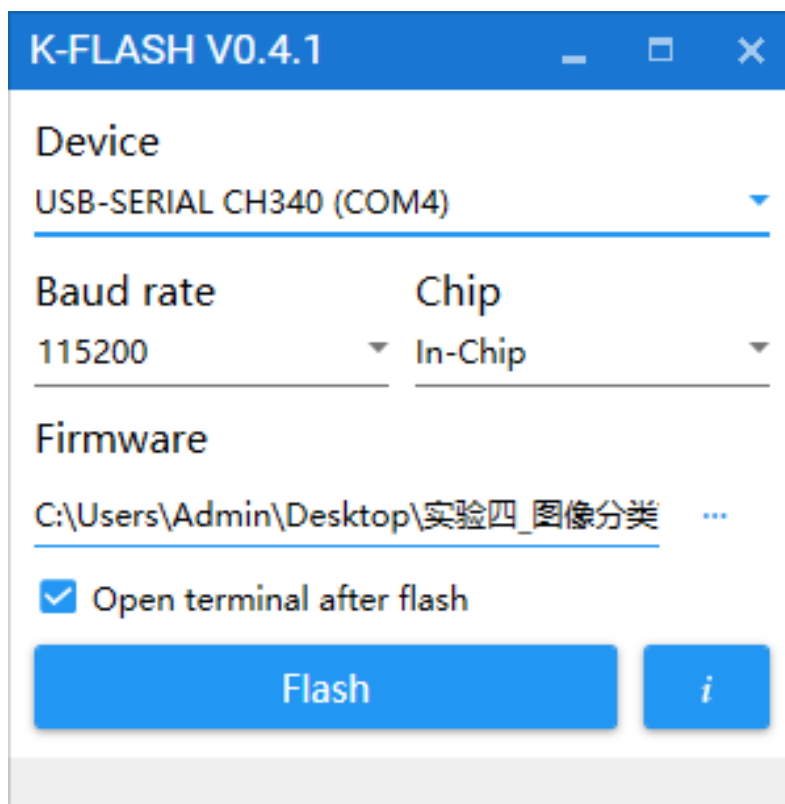 K-FLASH V0.4.1
Device
USB-SERIAL CH340 (COM4)
Baud rate
Chip
115200
In-Chip
Firmware
C:\Users\Admin\Desktop\实验四_图像分类
...
Open terminal after flash
Flash
i